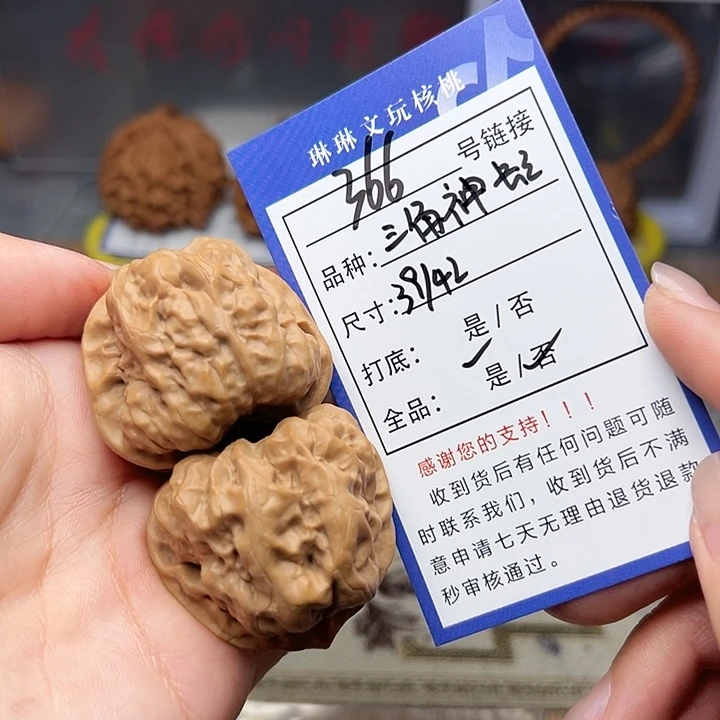 琳琳文玩核桃
366 号链接
品种：三角神
尺寸：39/42
打底： 是/否
全品： 是/否
感谢您的支持！！！
收到货后有任何问题可随
时联系我们，收到货后不满
意申请七天无理由退货退款
秒审核通过。